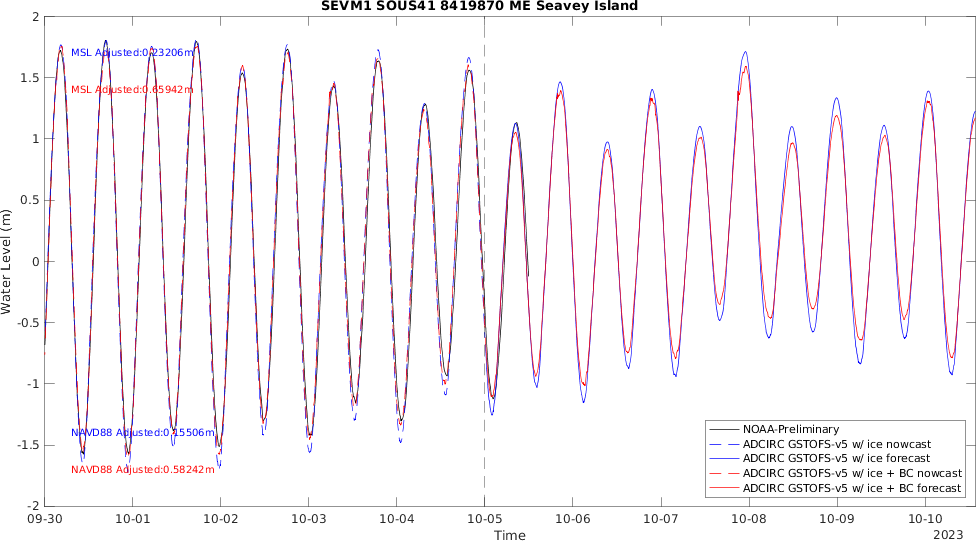 SEVM1 SOUS41 8419870 ME Seavey Island
2
1.5
1
0.5
0
-0.5
-1
-1.5
-2
Water Level (m)
MSL Adjusted:0.23206m
MSL Adjusted:0.65942m
NAVD88 Adjusted:0.15506m
NAVD88 Adjusted:0.58242m
NOAA-Preliminary
ADCIRC GSTOFS-v5 w/ ice nowcast
ADCIRC GSTOFS-v5 w/ ice forecast
ADCIRC GSTOFS-v5 w/ ice + BC nowcast
ADCIRC GSTOFS-v5 w/ ice + BC forecast
09-30 10-01 10-02 10-03 10-04 10-05 10-06 10-07 10-08 10-09 10-10
Time
2023